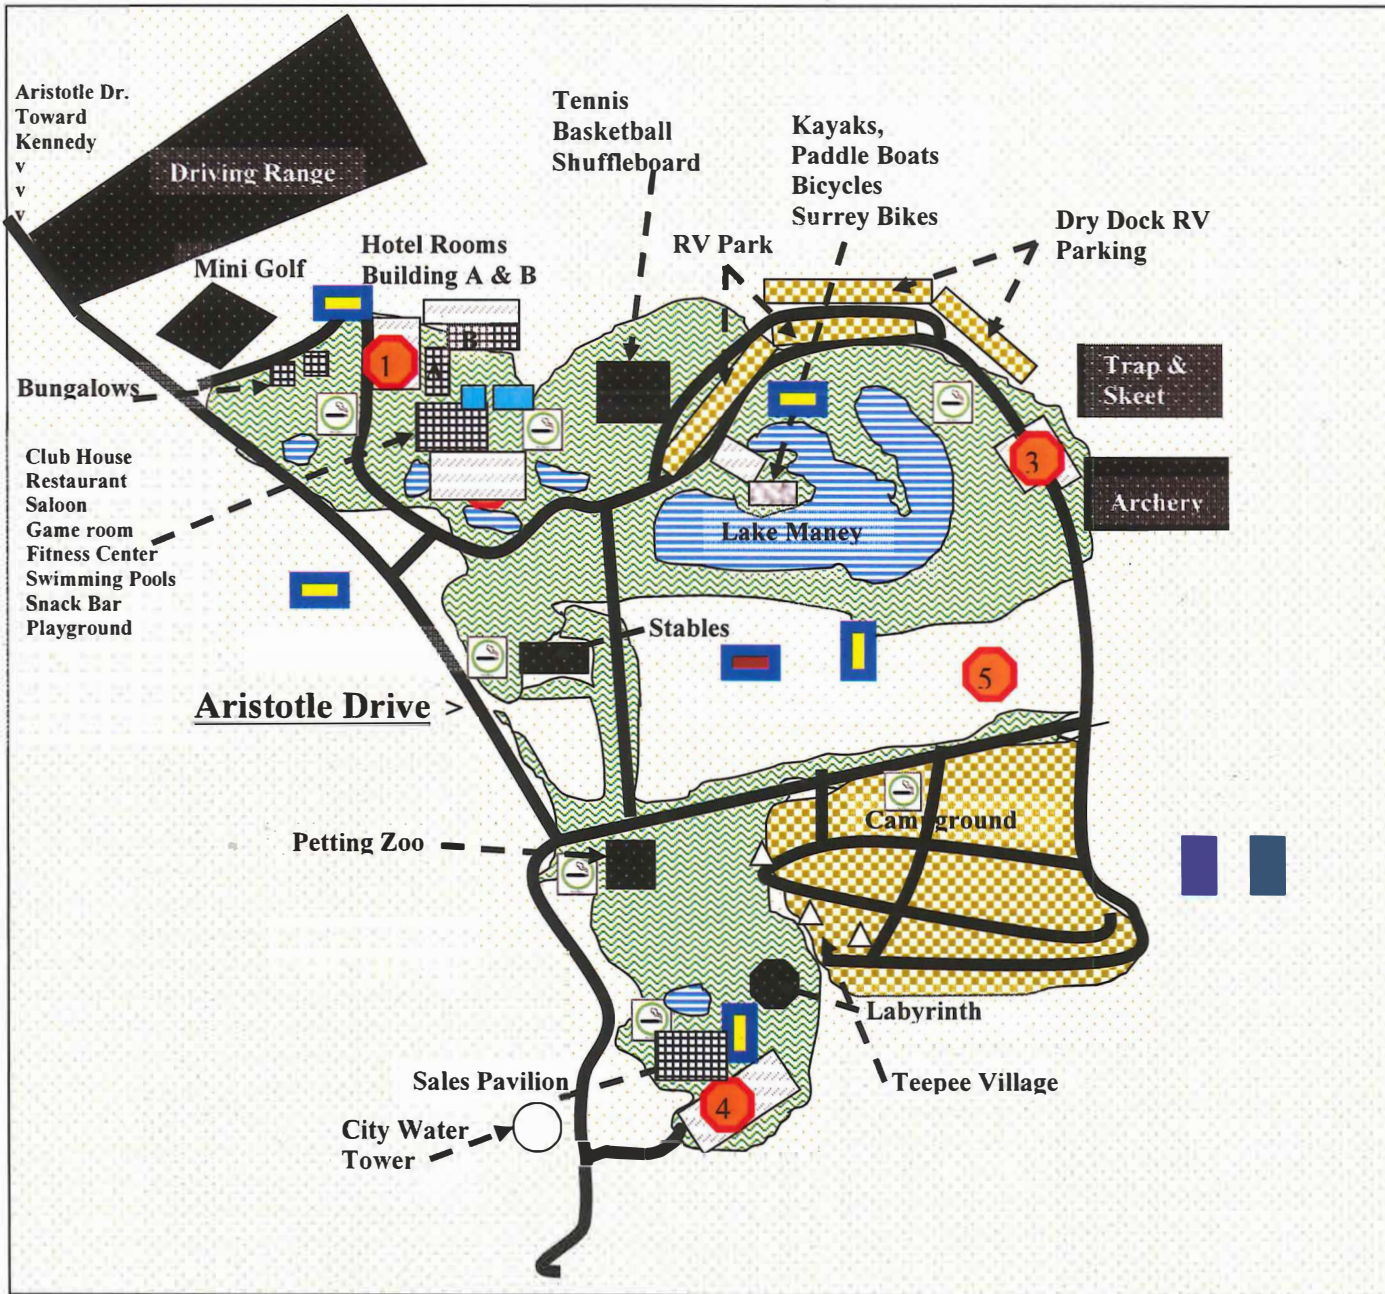 Aristotle Dr.
Toward
Kennedy
v
v
v
Driving Range
Mini Golf
Hotel Rooms
Building A & B
Tennis
Basketball
Shuffleboard
Kayaks,
Paddle Boats
Bicycles
Surrey Bikes
RV Park
Dry Dock RV
Parking
B
1
A
Bungalows
Trap &
Skeet
3
Archery
Club House
Restaurant
Saloon
Game room
Fitness Center
Swimming Pools
Snack Bar
Playground
Lake Maney
Stables
5
Aristotle Drive >
Campground
Petting Zoo
Labyrinth
Sales Pavilion
Teepee Village
4
City Water
Tower